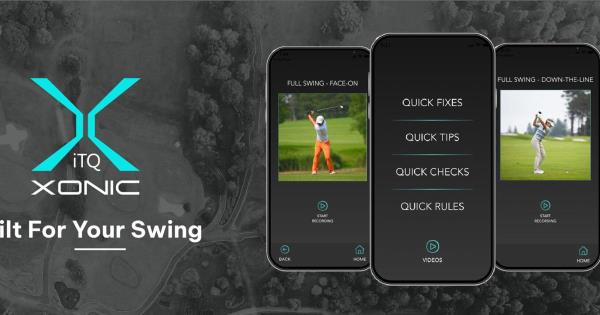 iTQ
XONIC
ilt For Your Swing
FULL SWING - FACE-ON
START
RECORDING
BACK
HOME
QUICK FIXES
QUICK TIPS
QUICK CHECKS
QUICK RULES
VIDEOS
FULL SWING - DOWN-THE-LINE
START
RECORDING
HOME